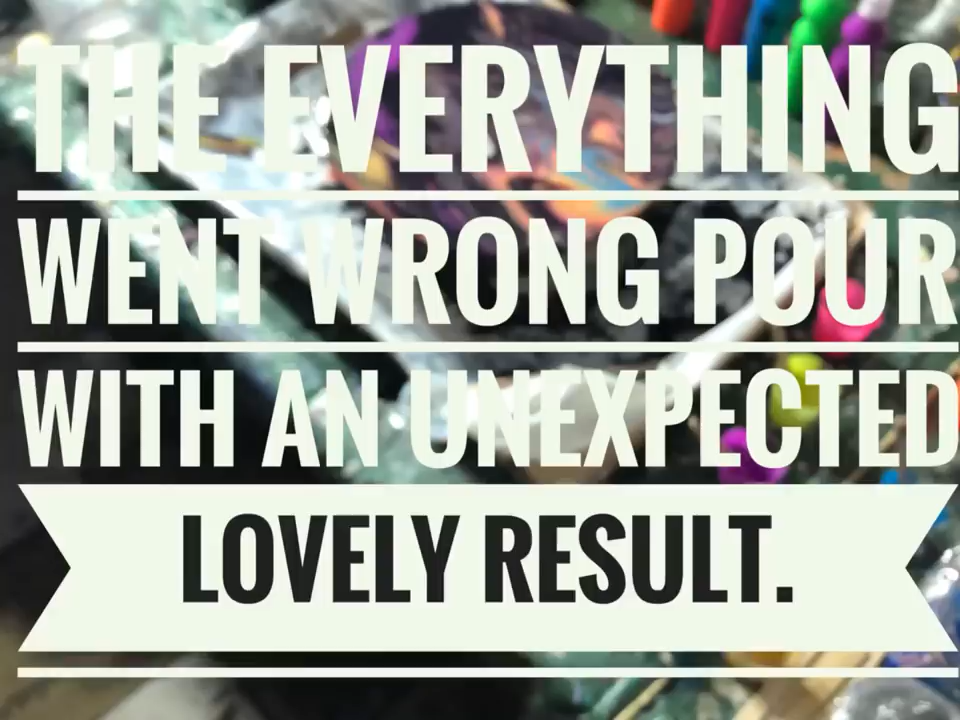 THE EVERYTHING
WENT WRONG POUR
WITH AN UNEXPECTED
LOVELY RESULT.